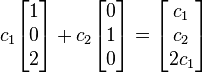 c₁ [1 0 2] + c₂ [0 1 0] = [c₁ c₂ 2c₁]